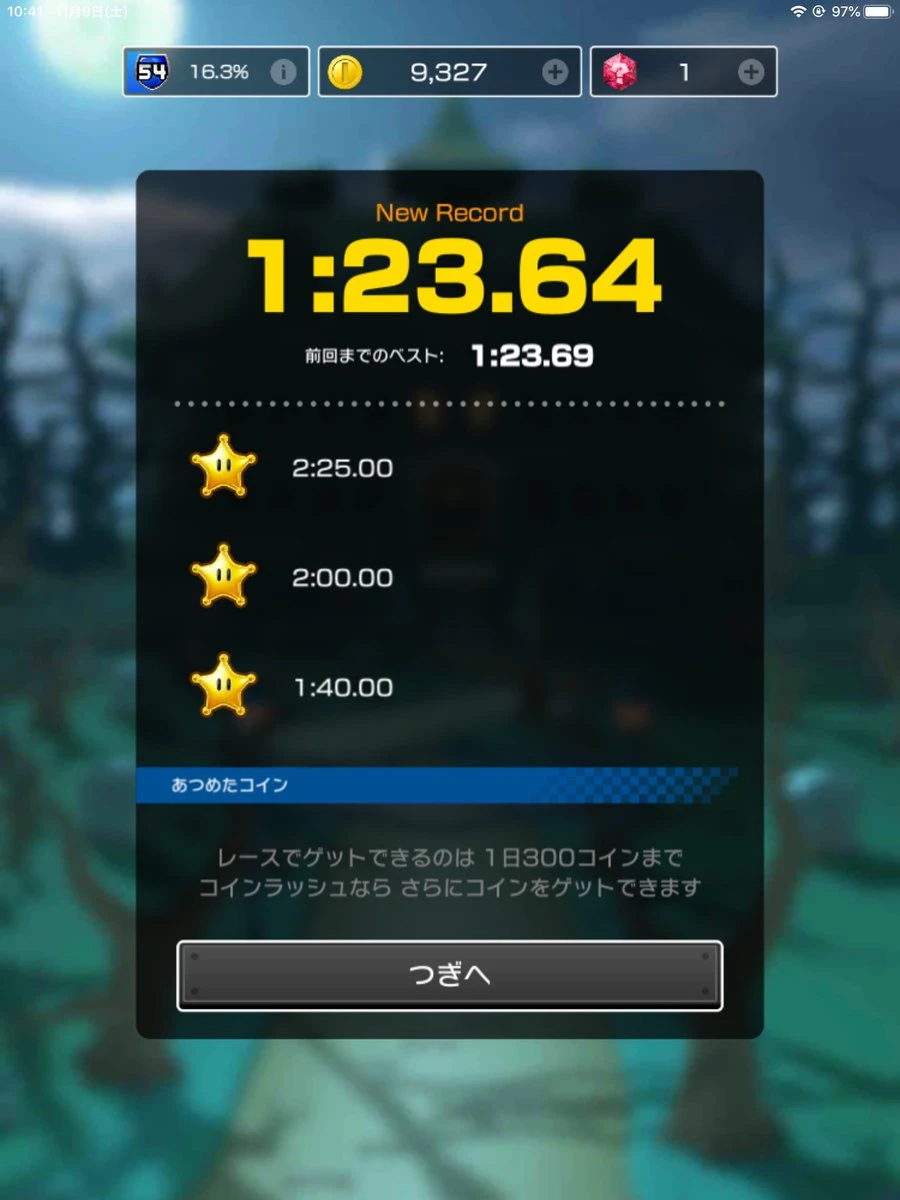 10:41 11月9日(土)
97%
54 16.3% i 9,327 1
New Record
1:23.64
前回までのベスト: 1:23.69
2:25.00
2:00.00
1:40.00
あつめたコイン
レースでゲットできるのは 1日300コインまで
コインラッシュなら さらにコインをゲットできます
つぎへ